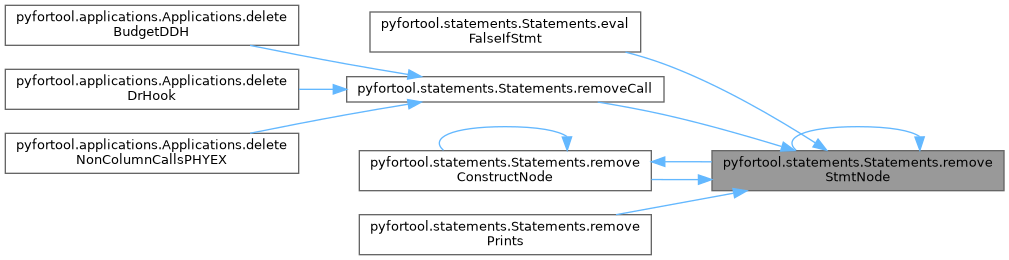 pyfortool.applications.Applications.delete
BudgetDDH
pyfortool.applications.Applications.delete
DrHook
pyfortool.applications.Applications.delete
NonColumnCallsPHYEX
pyfortool.statements.Statements.eval
FalseIfStmt
pyfortool.statements.Statements.removeCall
pyfortool.statements.Statements.remove
ConstructNode
pyfortool.statements.Statements.remove
Prints
pyfortool.statements.Statements.remove
StmtNode